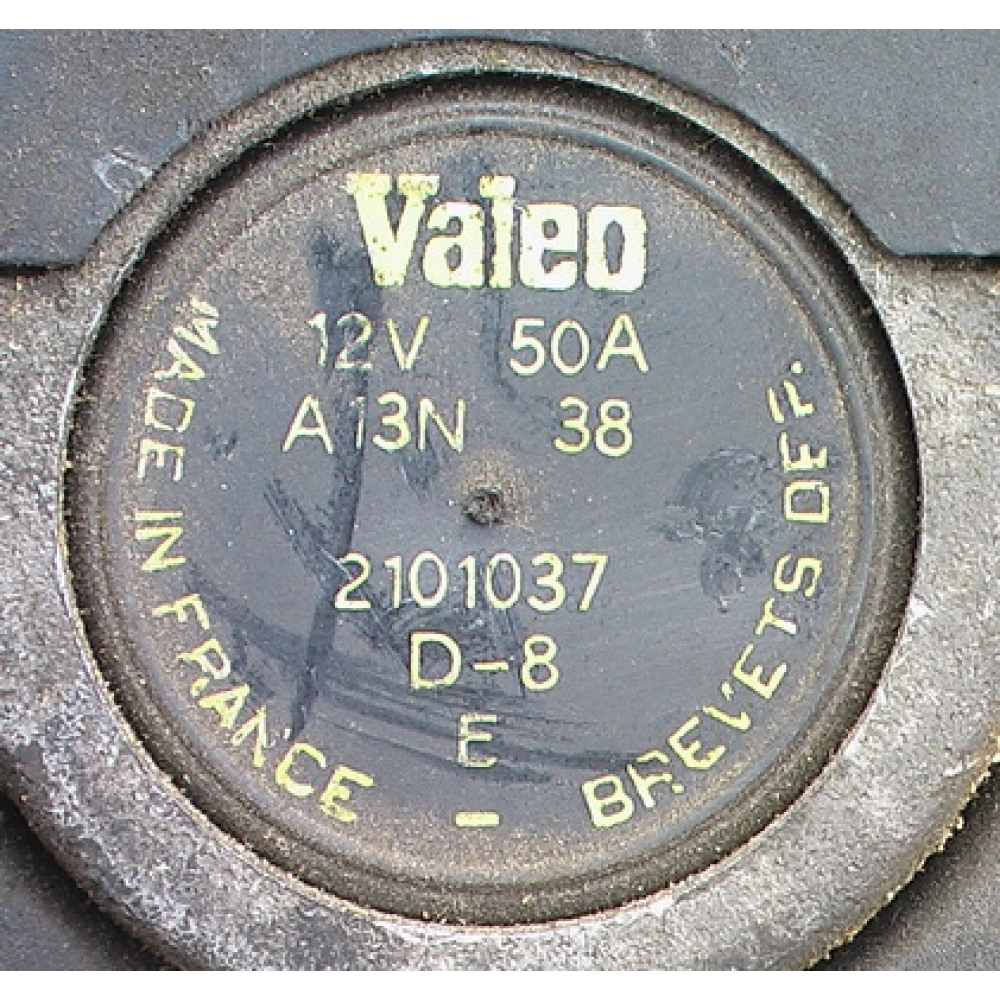 Valeo
12V 50A
A13N 38
2101037
D-8
E
MADE IN FRANCE - BREVETS DEP.